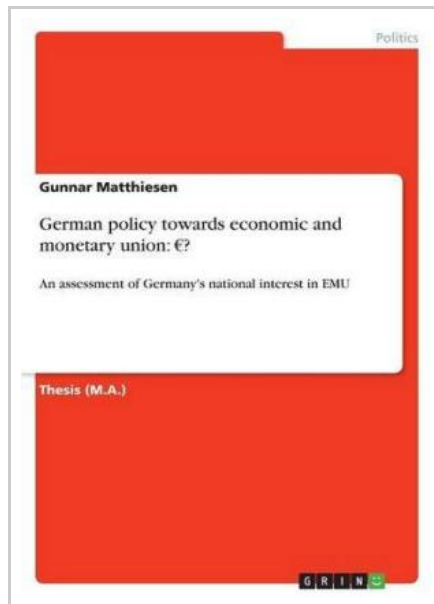 Politics
Gunnar Matthiesen
German policy towards economic and
monetary union: €?
An assessment of Germany's national interest in EMU
Thesis (M.A.)
GRIN